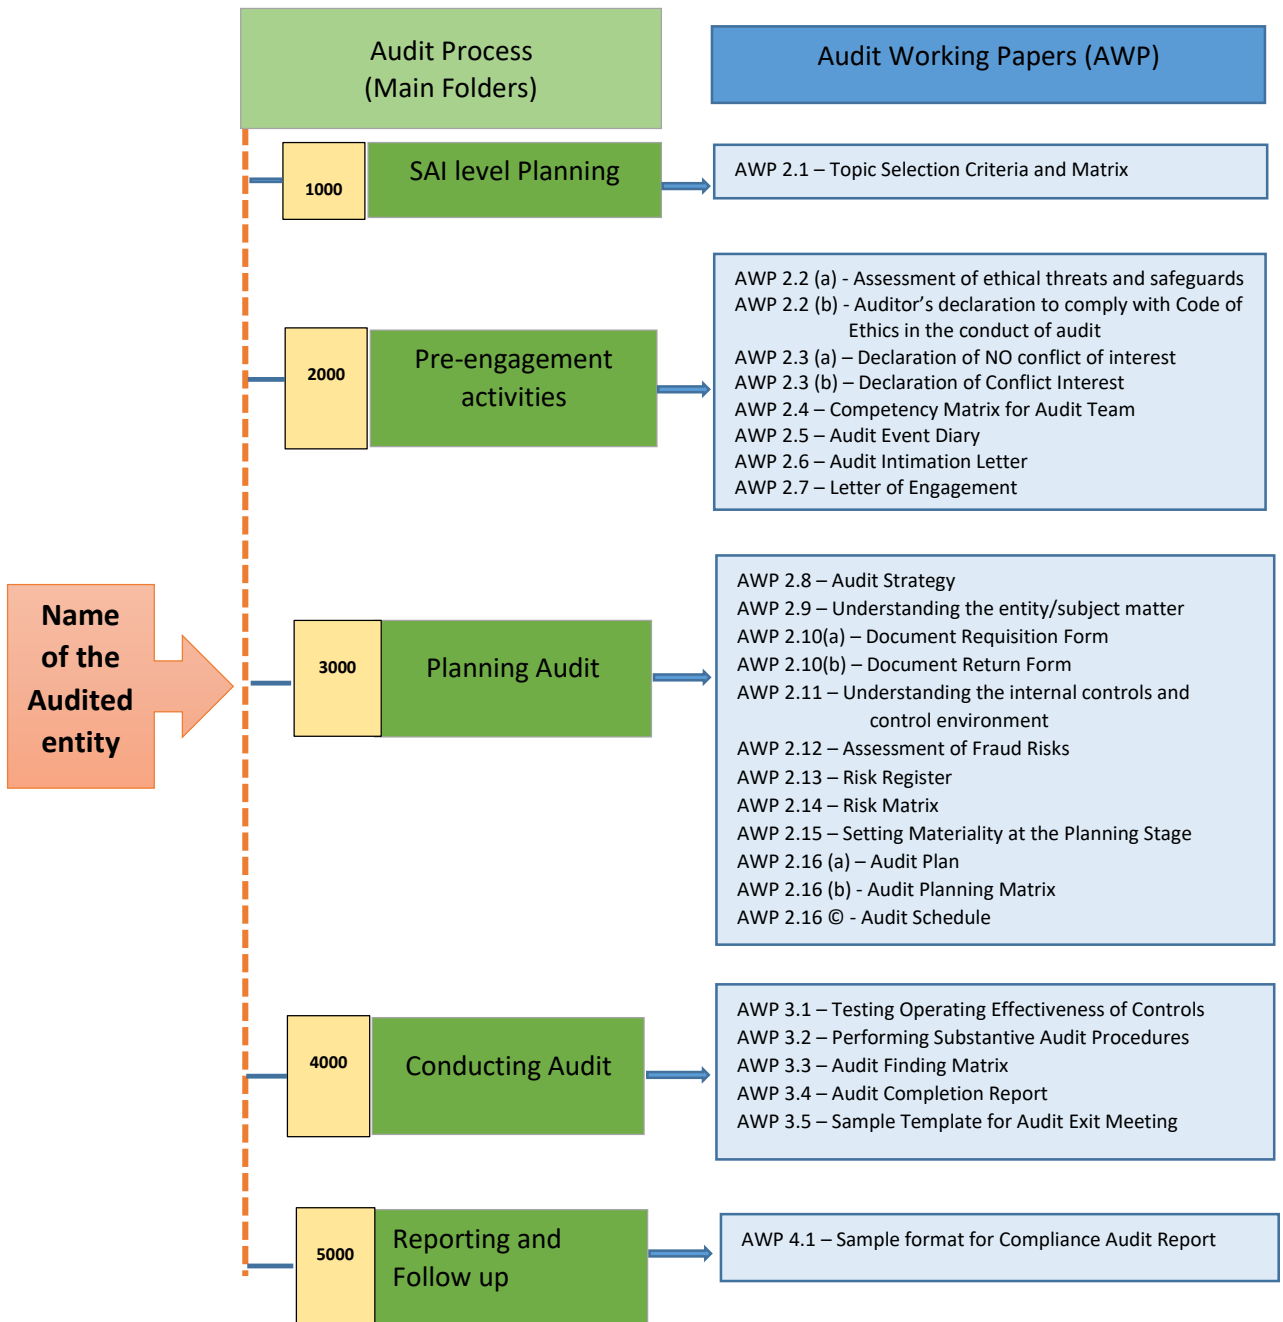 Audit Process
(Main Folders)
Audit Working Papers (AWP)
1000
SAI level Planning
AWP 2.1 – Topic Selection Criteria and Matrix
2000
Pre-engagement
activities
AWP 2.2 (a) - Assessment of ethical threats and safeguards
AWP 2.2 (b) - Auditor’s declaration to comply with Code of
Ethics in the conduct of audit
AWP 2.3 (a) – Declaration of NO conflict of interest
AWP 2.3 (b) – Declaration of Conflict Interest
AWP 2.4 – Competency Matrix for Audit Team
AWP 2.5 – Audit Event Diary
AWP 2.6 – Audit Intimation Letter
AWP 2.7 – Letter of Engagement
Name
of the
Audited
entity
3000
Planning Audit
AWP 2.8 – Audit Strategy
AWP 2.9 – Understanding the entity/subject matter
AWP 2.10(a) – Document Requisition Form
AWP 2.10(b) – Document Return Form
AWP 2.11 – Understanding the internal controls and
control environment
AWP 2.12 – Assessment of Fraud Risks
AWP 2.13 – Risk Register
AWP 2.14 – Risk Matrix
AWP 2.15 – Setting Materiality at the Planning Stage
AWP 2.16 (a) – Audit Plan
AWP 2.16 (b) - Audit Planning Matrix
AWP 2.16 © - Audit Schedule
4000
Conducting Audit
AWP 3.1 – Testing Operating Effectiveness of Controls
AWP 3.2 – Performing Substantive Audit Procedures
AWP 3.3 – Audit Finding Matrix
AWP 3.4 – Audit Completion Report
AWP 3.5 – Sample Template for Audit Exit Meeting
5000
Reporting and
Follow up
AWP 4.1 – Sample format for Compliance Audit Report